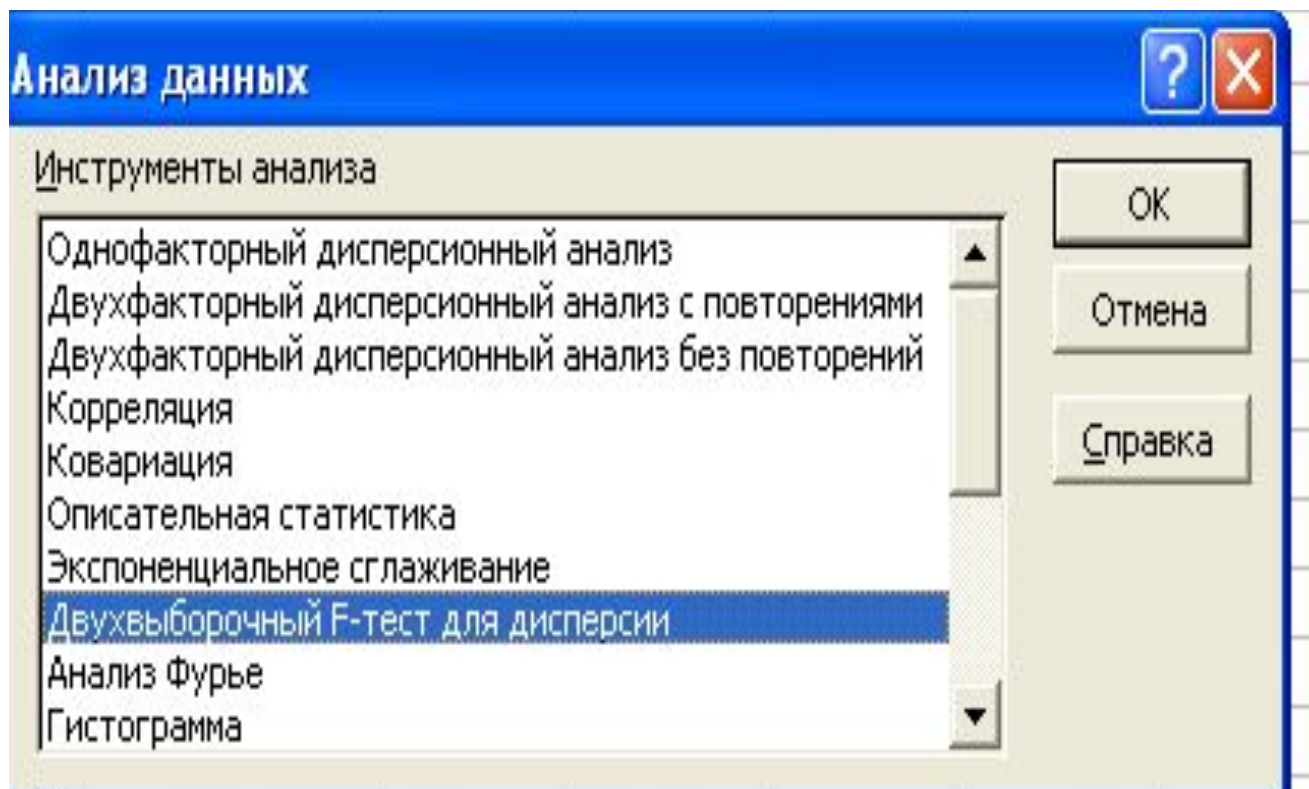 Анализ данных
?
Инструменты анализа
Однофакторный дисперсионный анализ
Двухфакторный дисперсионный анализ с повторениями
Двухфакторный дисперсионный анализ без повторений
Корреляция
Ковариация
Описательная статистика
Экспоненциальное сглаживание
Двухвыборочный F-тест для дисперсии
Анализ Фурье
Гистограмма
ОК
Отмена
Справка